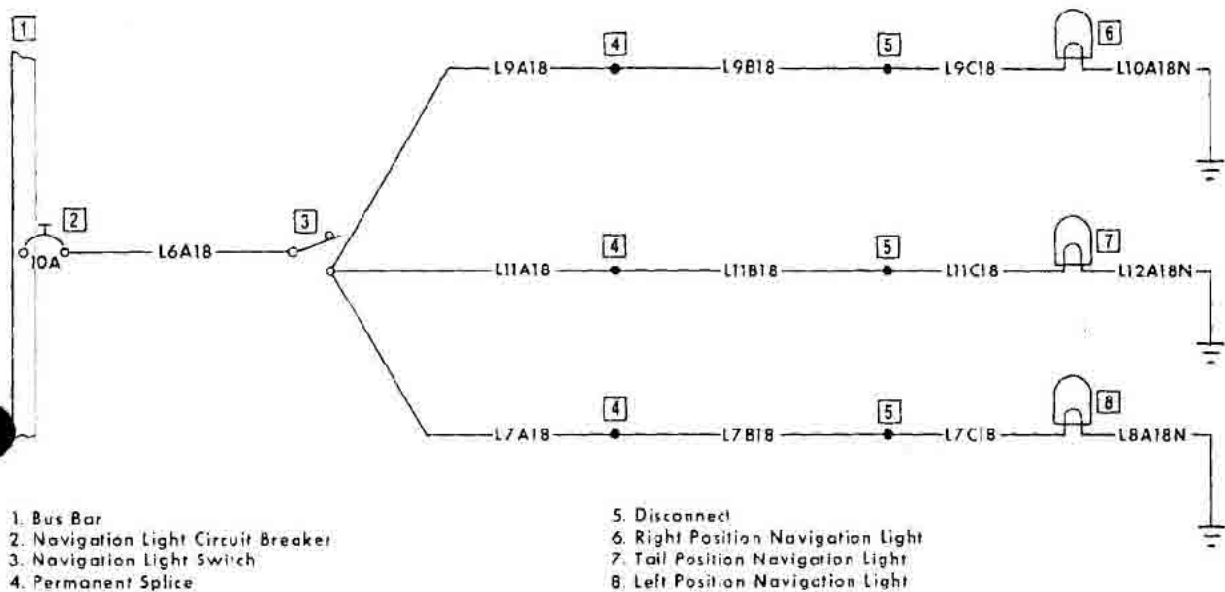 1
4
5
6
L9A18
L9B18
L9C18
L10A18N
2
3
4
5
7
10A
L6A18
L11A18
L11B18
L11C18
L12A18N
4
5
8
L7A18
L7B18
L7C18
L8A18N
1. Bus Bar
2. Navigation Light Circuit Breaker
3. Navigation Light Switch
4. Permanent Splice
5. Disconnect
6. Right Position Navigation Light
7. Tail Position Navigation Light
8. Left Position Navigation Light